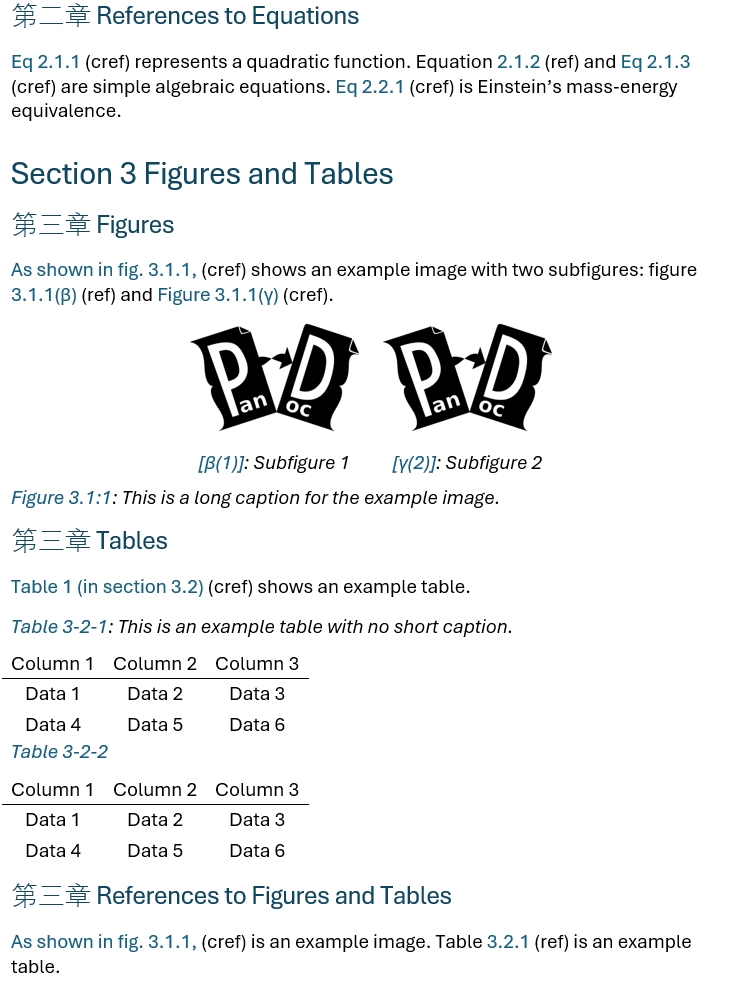 第二章 References to Equations
Eq 2.1.1 (cref) represents a quadratic function. Equation 2.1.2 (ref) and Eq 2.1.3
(cref) are simple algebraic equations. Eq 2.2.1 (cref) is Einstein’s mass-energy
equivalence.
Section 3 Figures and Tables
第三章 Figures
As shown in fig. 3.1.1, (cref) shows an example image with two subfigures: figure
3.1.1(β) (ref) and Figure 3.1.1(γ) (cref).
Pan Doc Pan Doc
[β(1)]: Subfigure 1 [γ(2)]: Subfigure 2
Figure 3.1:1: This is a long caption for the example image.
第三章 Tables
Table 1 (in section 3.2) (cref) shows an example table.
Table 3-2-1: This is an example table with no short caption.
Column 1 Column 2 Column 3
Data 1 Data 2 Data 3
Data 4 Data 5 Data 6
Table 3-2-2
Column 1 Column 2 Column 3
Data 1 Data 2 Data 3
Data 4 Data 5 Data 6
第三章 References to Figures and Tables
As shown in fig. 3.1.1, (cref) is an example image. Table 3.2.1 (ref) is an example
table.